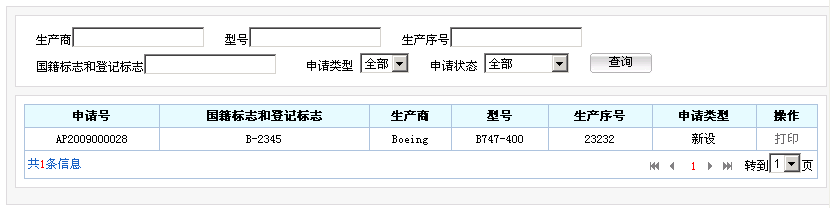 生产商 型号 生产序号
国籍标志和登记标志 申请类型 全部 申请状态 全部 查询
申请号 国籍标志和登记标志 生产商 型号 生产序号 申请类型 操作
AP2009000028 B-2345 Boeing B747-400 23232 新设 打印
共1条信息 1 转到 1 页